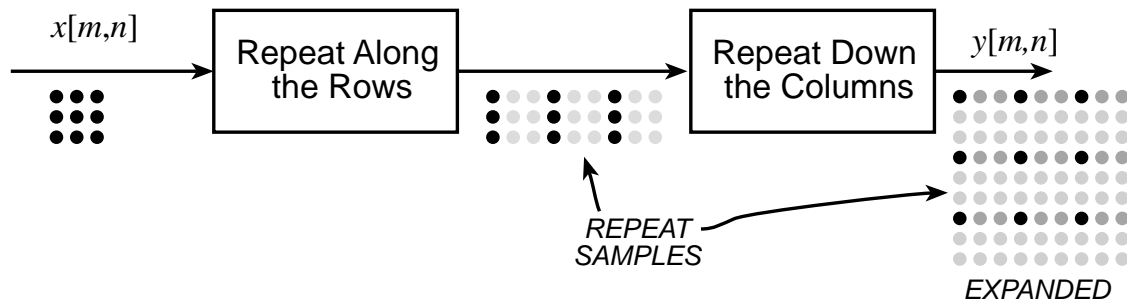 x[m,n]
Repeat Along
the Rows
Repeat Down
the Columns
y[m,n]
REPEAT
SAMPLES
EXPANDED